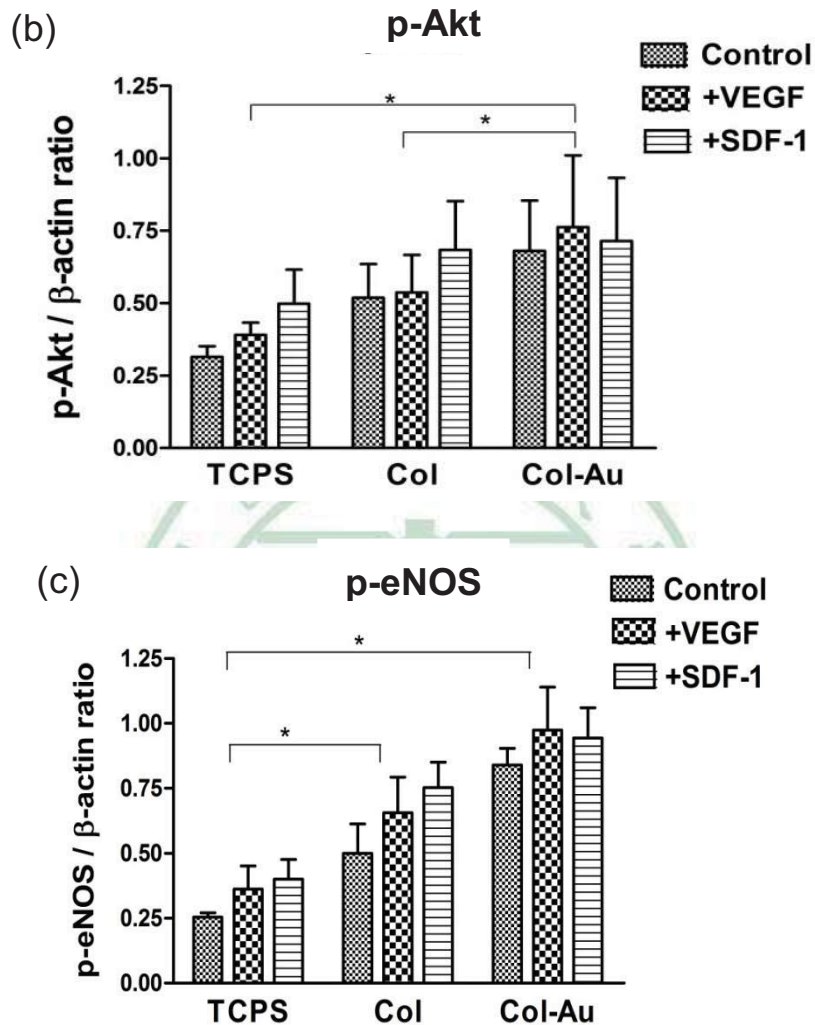 (b)
p-Akt
Control
+VEGF
+SDF-1
p-Akt / β-actin ratio
1.25
1.00
0.75
0.50
0.25
0.00
*
*
TCPS
Col
Col-Au
(c)
p-eNOS
Control
+VEGF
+SDF-1
p-eNOS / β-actin ratio
1.25
1.00
0.75
0.50
0.25
0.00
*
*
TCPS
Col
Col-Au